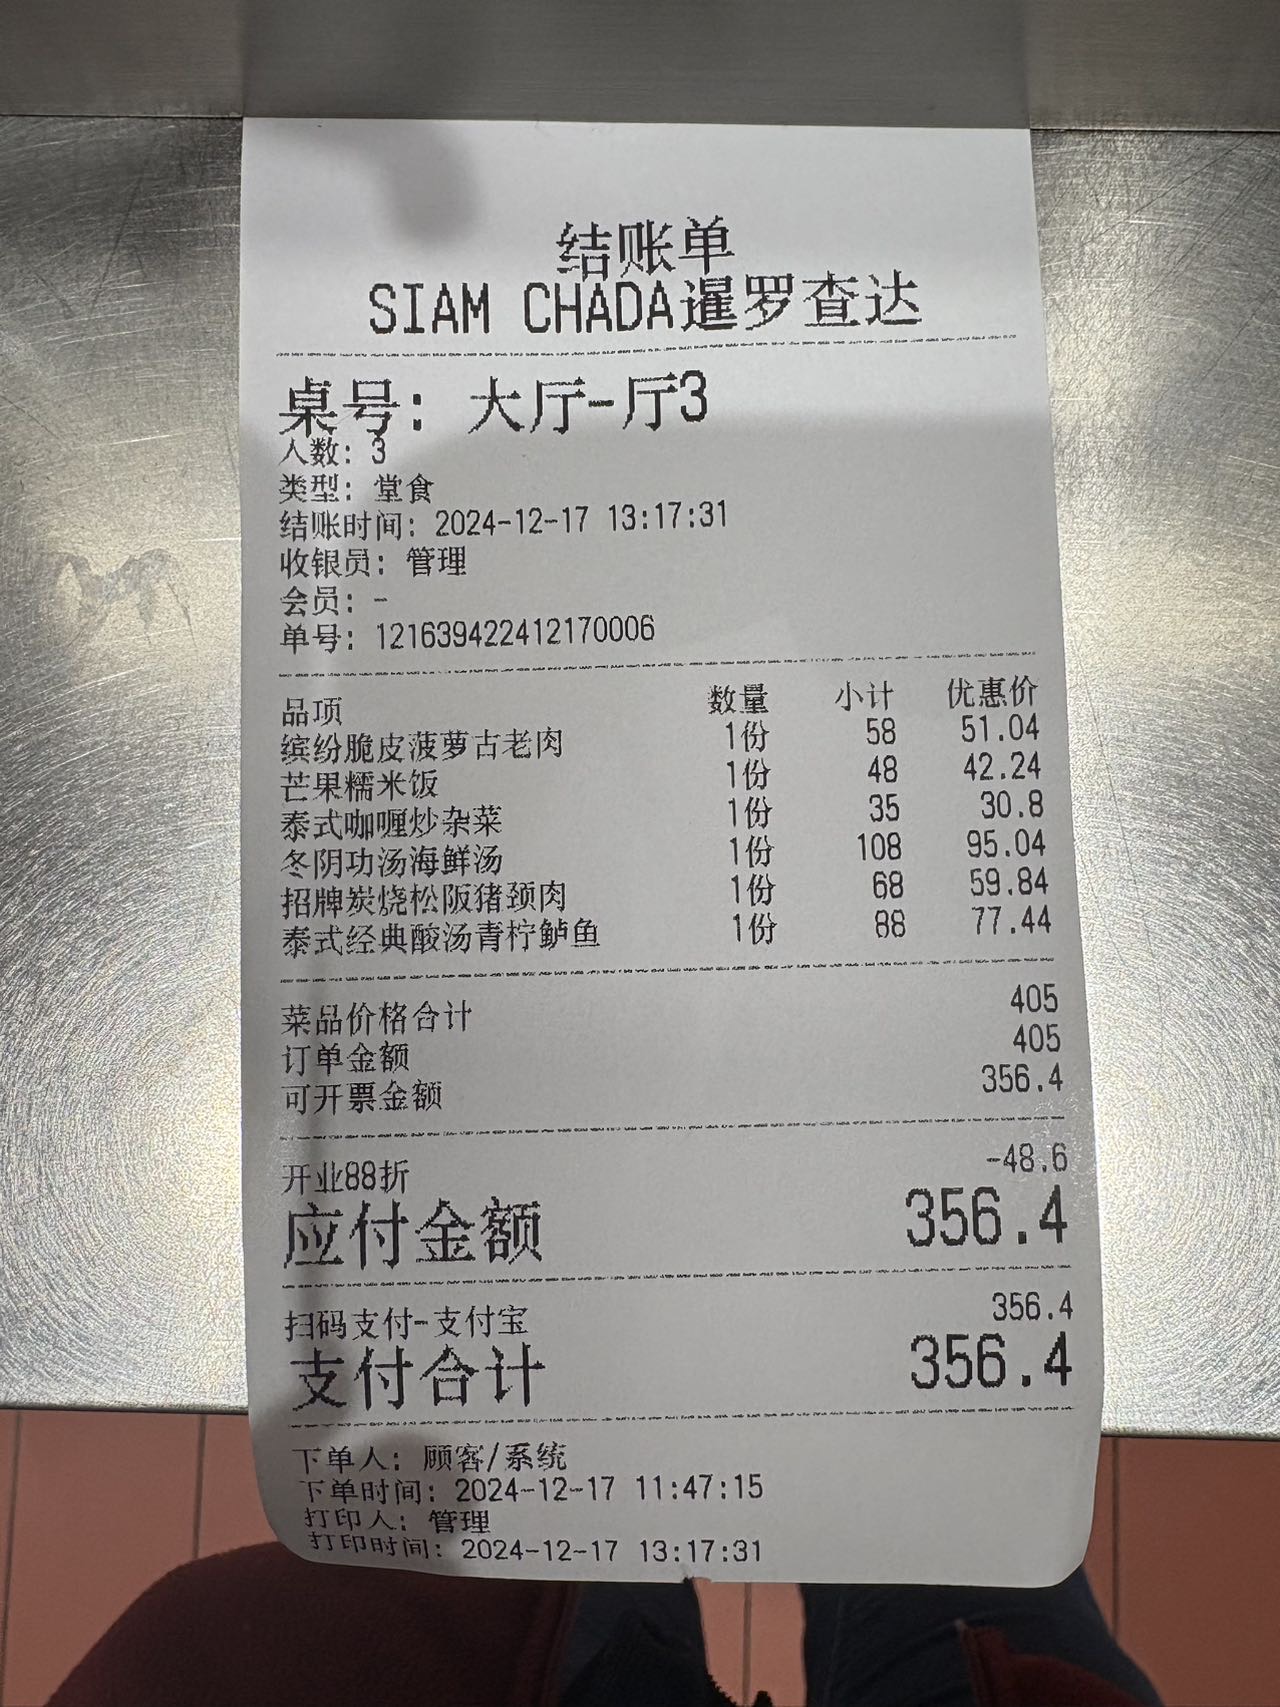 结账单
SIAM CHADA暹罗查达
桌号: 大厅-厅3
人数: 3
类型: 堂食
结账时间: 2024-12-17 13:17:31
收银员: 管理
会员: -
单号: 121639422412170006
品项 数量 小计 优惠价
缤纷脆皮菠萝古老肉 1份 58 51.04
芒果糯米饭 1份 48 42.24
泰式咖喱炒杂菜 1份 35 30.8
冬阴功汤海鲜汤 1份 108 95.04
招牌炭烧松阪猪颈肉 1份 68 59.84
泰式经典酸汤青柠鲈鱼 1份 88 77.44
菜品价格合计 405
订单金额 405
可开票金额 356.4
开业88折 -48.6
应付金额 356.4
扫码支付-支付宝 356.4
支付合计 356.4
下单人: 顾客/系统
下单时间: 2024-12-17 11:47:15
打印人: 管理
打印时间: 2024-12-17 13:17:31